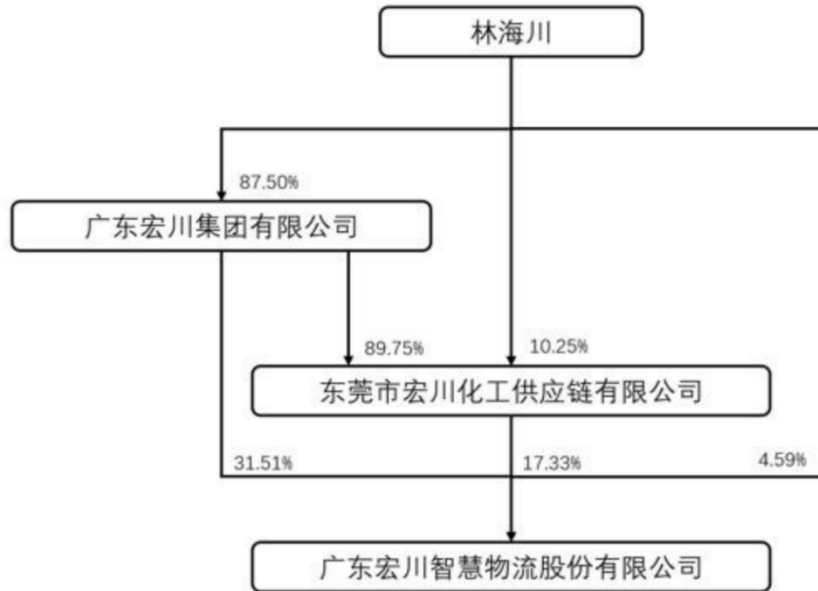 林海川
87.50%
广东宏川集团有限公司
89.75%
10.25%
东莞市宏川化工供应链有限公司
31.51%
17.33%
4.59%
广东宏川智慧物流股份有限公司